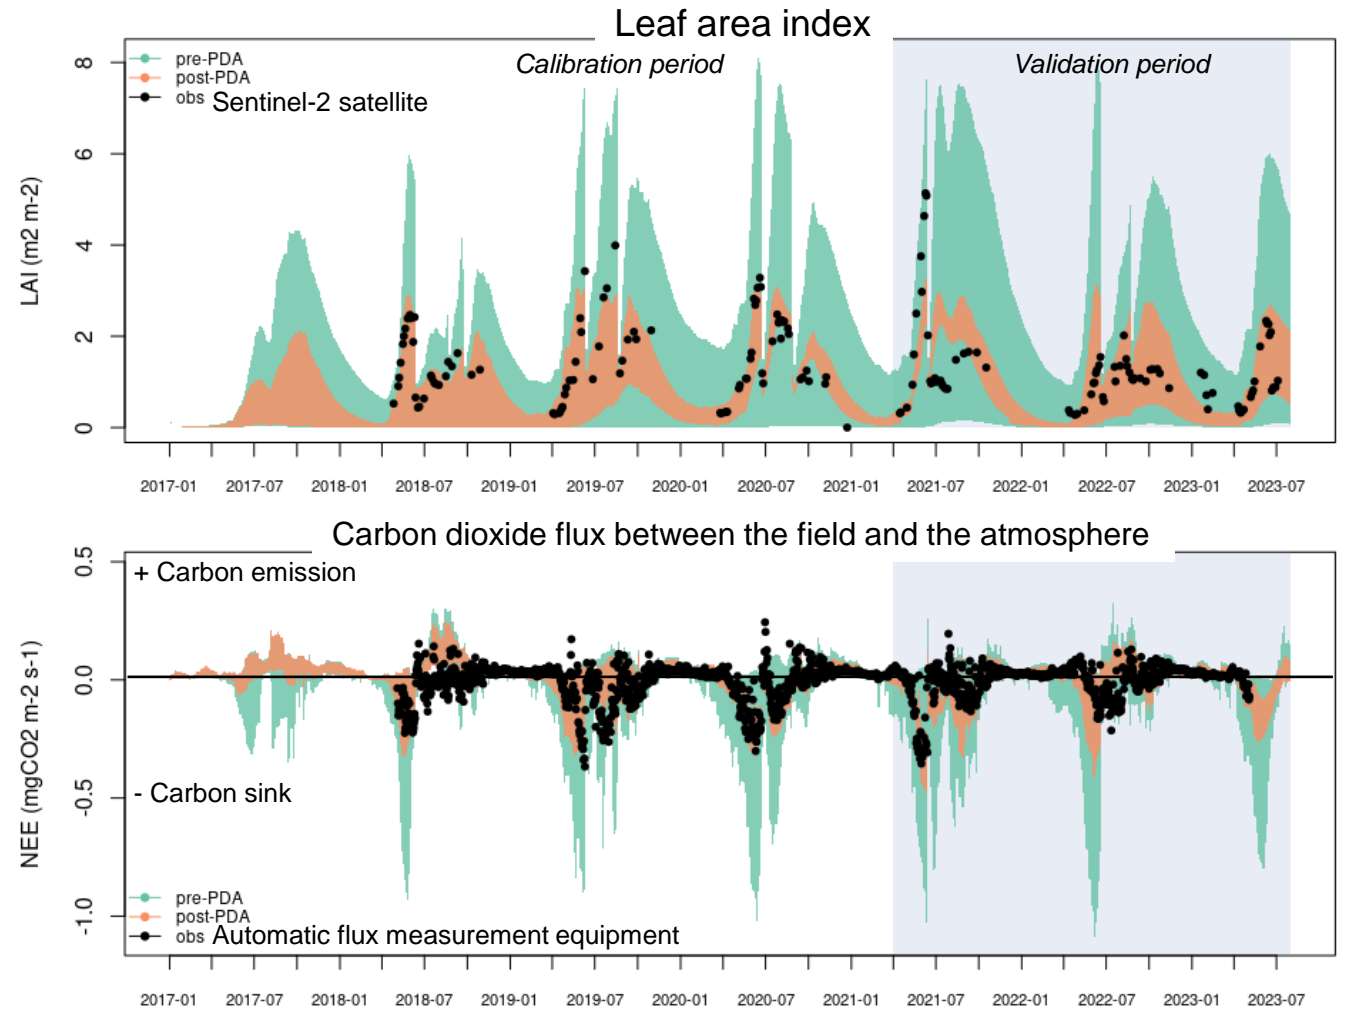 Leaf area index
Calibration period
Validation period
pre-PDA
post-PDA
obs Sentinel-2 satellite
LAI (m2 m-2)
8
6
4
2
0
2017-01 2017-07 2018-01 2018-07 2019-01 2019-07 2020-01 2020-07 2021-01 2021-07 2022-01 2022-07 2023-01 2023-07
Carbon dioxide flux between the field and the atmosphere
+ Carbon emission
- Carbon sink
NEE (mgCO2 m-2 s-1)
0.5
0.0
-0.5
-1.0
pre-PDA
post-PDA
obs Automatic flux measurement equipment
2017-01 2017-07 2018-01 2018-07 2019-01 2019-07 2020-01 2020-07 2021-01 2021-07 2022-01 2022-07 2023-01 2023-07